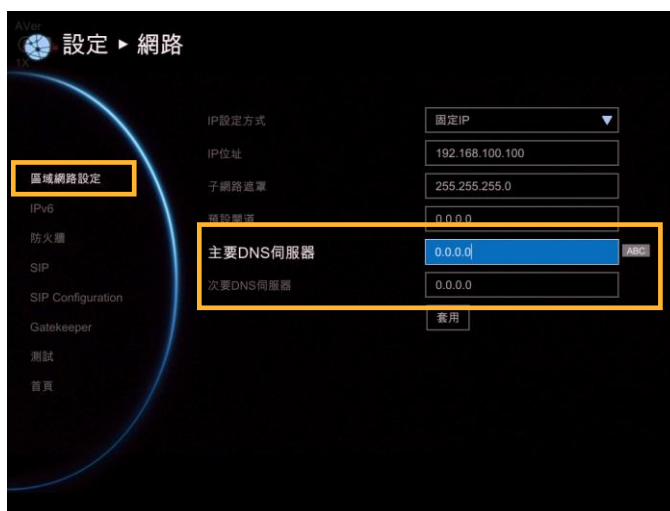 AVer
1X
設定 ▸ 網路
IP設定方式
固定IP ▼
IP位址
192.168.100.100
區域網路設定
子網路遮罩
255.255.255.0
IPv6
預設閘道
0.0.0.0
防火牆
主要DNS伺服器
0.0.0.0
ABC
SIP
次要DNS伺服器
0.0.0.0
SIP Configuration
套用
Gatekeeper
測試
首頁